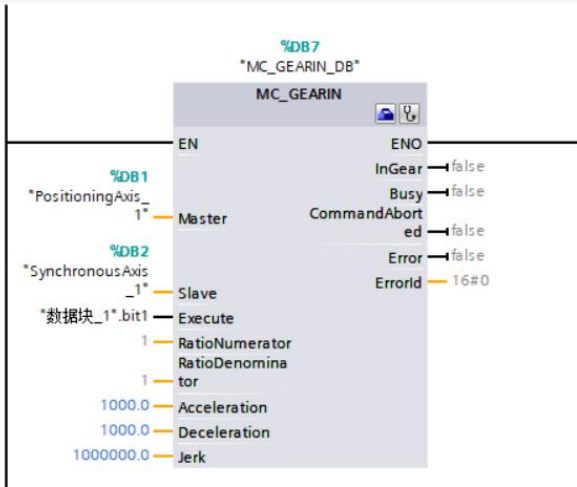 %DB7
"MC_GEARIN_DB"
MC_GEARIN
EN
ENO
InGear
false
%DB1
Busy
false
"PositioningAxis_
1"
Master
CommandAbort
ed
false
%DB2
Error
false
"SynchronousAxis
_1"
Slave
ErrorId
16#0
"数据块_1".bit1
Execute
1
RatioNumerator
RatioDenomina
1
tor
1000.0
Acceleration
1000.0
Deceleration
1000000.0
Jerk